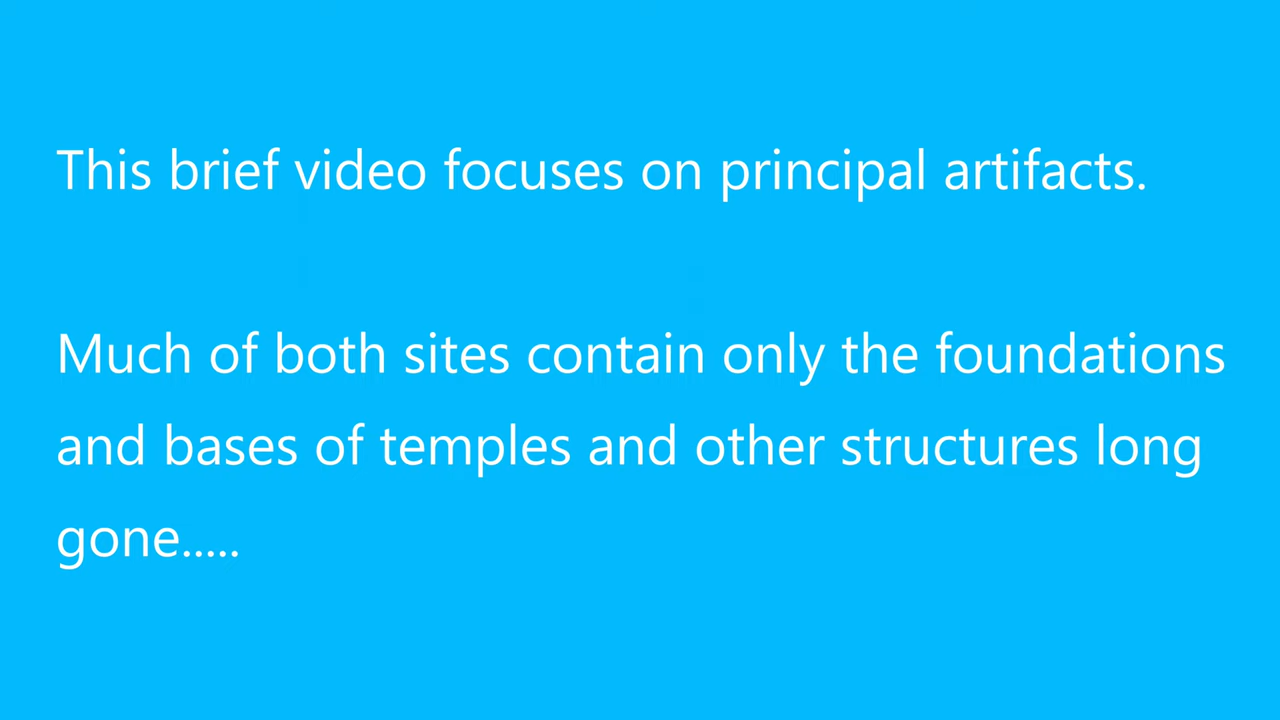 This brief video focuses on principal artifacts.
Much of both sites contain only the foundations
and bases of temples and other structures long
gone.....